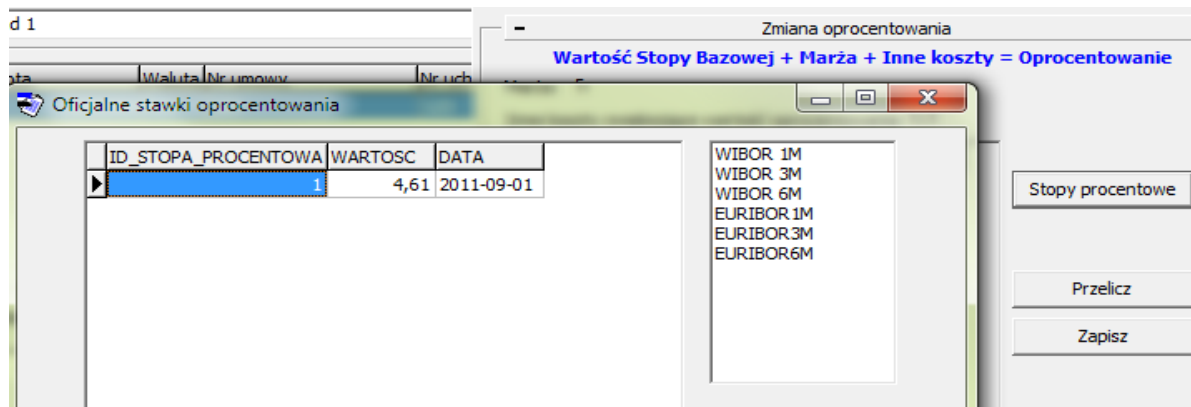 d 1
Zmiana oprocentowania
Wartość Stopy Bazowej + Marża + Inne koszty = Oprocentowanie
Waluta Nr umowy
Oficjalne stawki oprocentowania
ID_STOPA_PROCENTOWA WARTOSC DATA
1 4,61 2011-09-01
WIBOR 1M
WIBOR 3M
WIBOR 6M
EURIBOR1M
EURIBOR3M
EURIBOR6M
Stopy procentowe
Przelicz
Zapisz